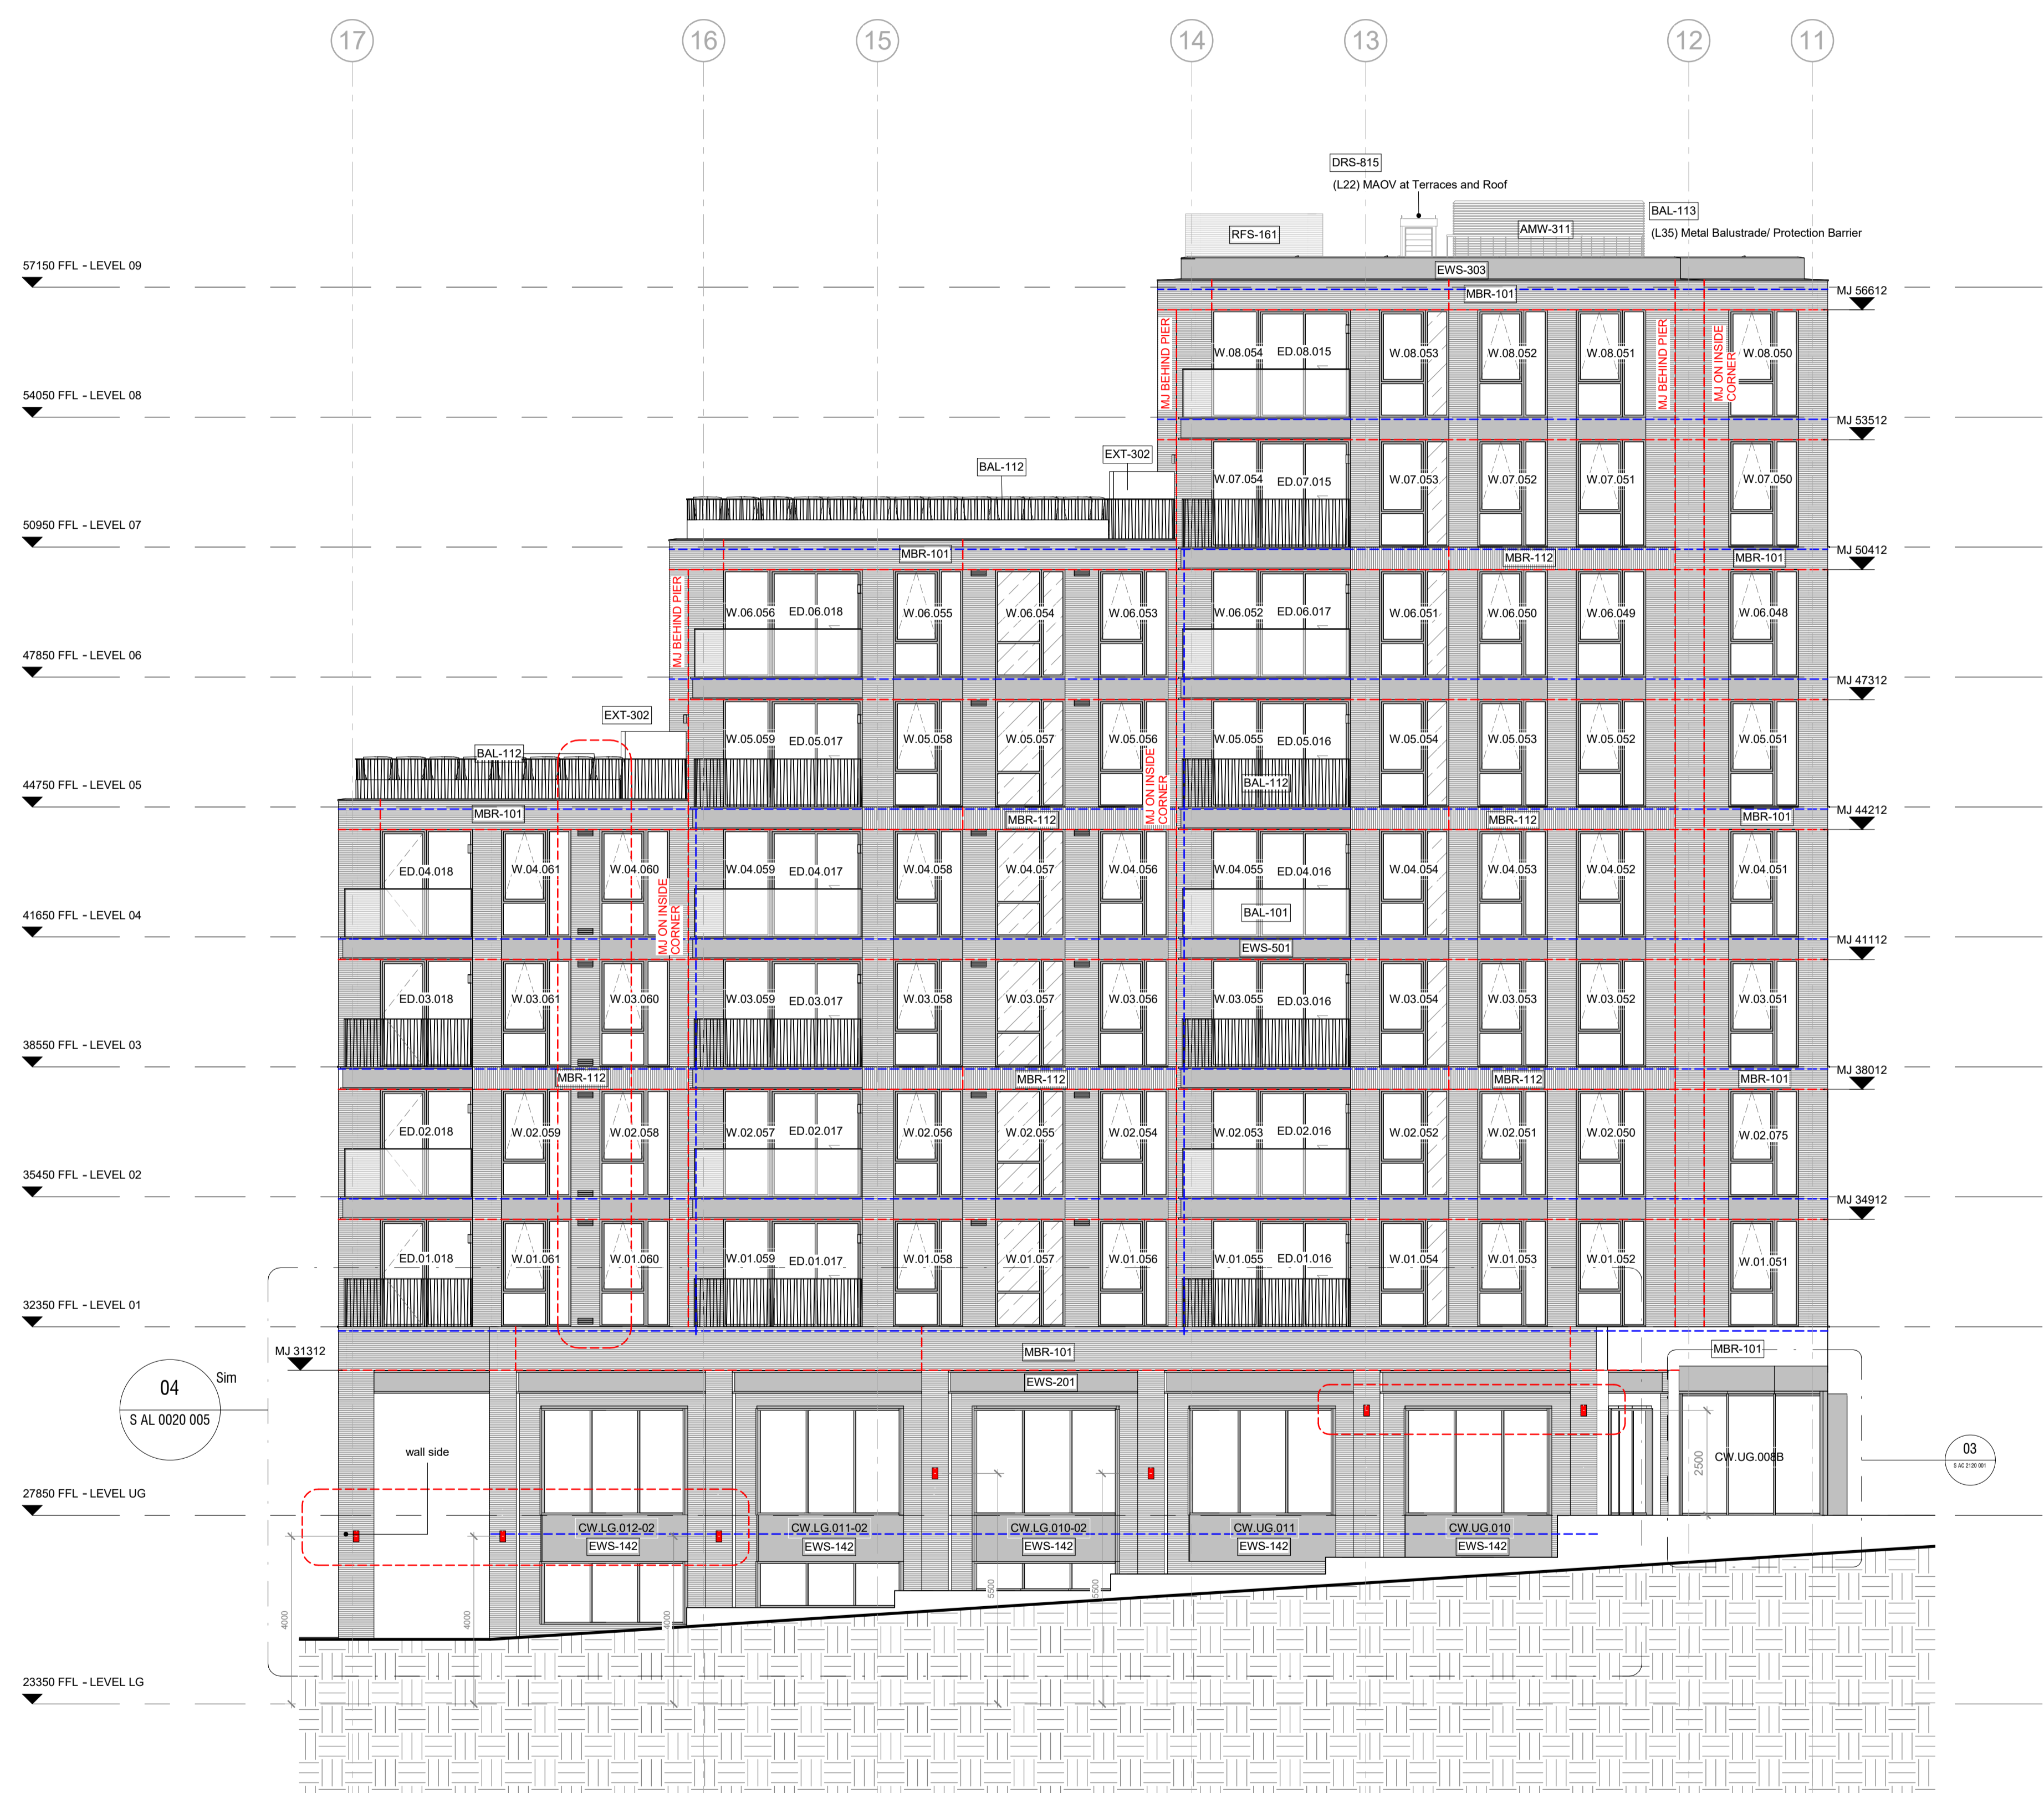 17 16 15 14 13 12 11
DRS-815
(L22) MAOV at Terraces and Roof
BAL-113
RFS-161 AMW-311
(L35) Metal Balustrade/ Protection Barrier
57150 FFL - LEVEL 09
EWS-303
MBR-101
MJ 56612
MJ BEHIND PIER
MJ BEHIND PIER
MJ ON INSIDE
CORNER
W.08.054 ED.08.015 W.08.053 W.08.052 W.08.051 W.08.050
54050 FFL - LEVEL 08
MJ 53512
EXT-302
BAL-112
W.07.054 ED.07.015 W.07.053 W.07.052 W.07.051 W.07.050
50950 FFL - LEVEL 07
MBR-101 MBR-112 MBR-101
MJ 50412
MJ BEHIND PIER
W.06.056 ED.06.018 W.06.055 W.06.054 W.06.053 W.06.052 ED.06.017 W.06.051 W.06.050 W.06.049 W.06.048
47850 FFL - LEVEL 06
MJ 47312
EXT-302
BAL-112
W.05.059 ED.05.017 W.05.058 W.05.057 W.05.056 W.05.055 ED.05.016 W.05.054 W.05.053 W.05.052 W.05.051
MJ ON INSIDE
CORNER
BAL-112
44750 FFL - LEVEL 05
MBR-101 MBR-112 MBR-112 MBR-101
MJ 44212
ED.04.018 W.04.061 W.04.060 W.04.059 ED.04.017 W.04.058 W.04.057 W.04.056 W.04.055 ED.04.016 W.04.054 W.04.053 W.04.052 W.04.051
MJ ON INSIDE
CORNER
BAL-101
41650 FFL - LEVEL 04
EWS-501
MJ 41112
ED.03.018 W.03.061 W.03.060 W.03.059 ED.03.017 W.03.058 W.03.057 W.03.056 W.03.055 ED.03.016 W.03.054 W.03.053 W.03.052 W.03.051
38550 FFL - LEVEL 03
MBR-112 MBR-112 MBR-112 MBR-101
MJ 38012
ED.02.018 W.02.059 W.02.058 W.02.057 ED.02.017 W.02.056 W.02.055 W.02.054 W.02.053 ED.02.016 W.02.052 W.02.051 W.02.050 W.02.075
35450 FFL - LEVEL 02
MJ 34912
ED.01.018 W.01.061 W.01.060 W.01.059 ED.01.017 W.01.058 W.01.057 W.01.056 W.01.055 ED.01.016 W.01.054 W.01.053 W.01.052 W.01.051
32350 FFL - LEVEL 01
MJ 31312
MBR-101 MBR-101
04
S AL 0020 005
Sim
EWS-201
wall side
2500
CW.UG.008B
03
S AC 2120 001
27850 FFL - LEVEL UG
CW.LG.012-02 CW.LG.011-02 CW.LG.010-02 CW.UG.011 CW.UG.010
EWS-142 EWS-142 EWS-142 EWS-142 EWS-142
4000 4000 4000 5500 5500
23350 FFL - LEVEL LG